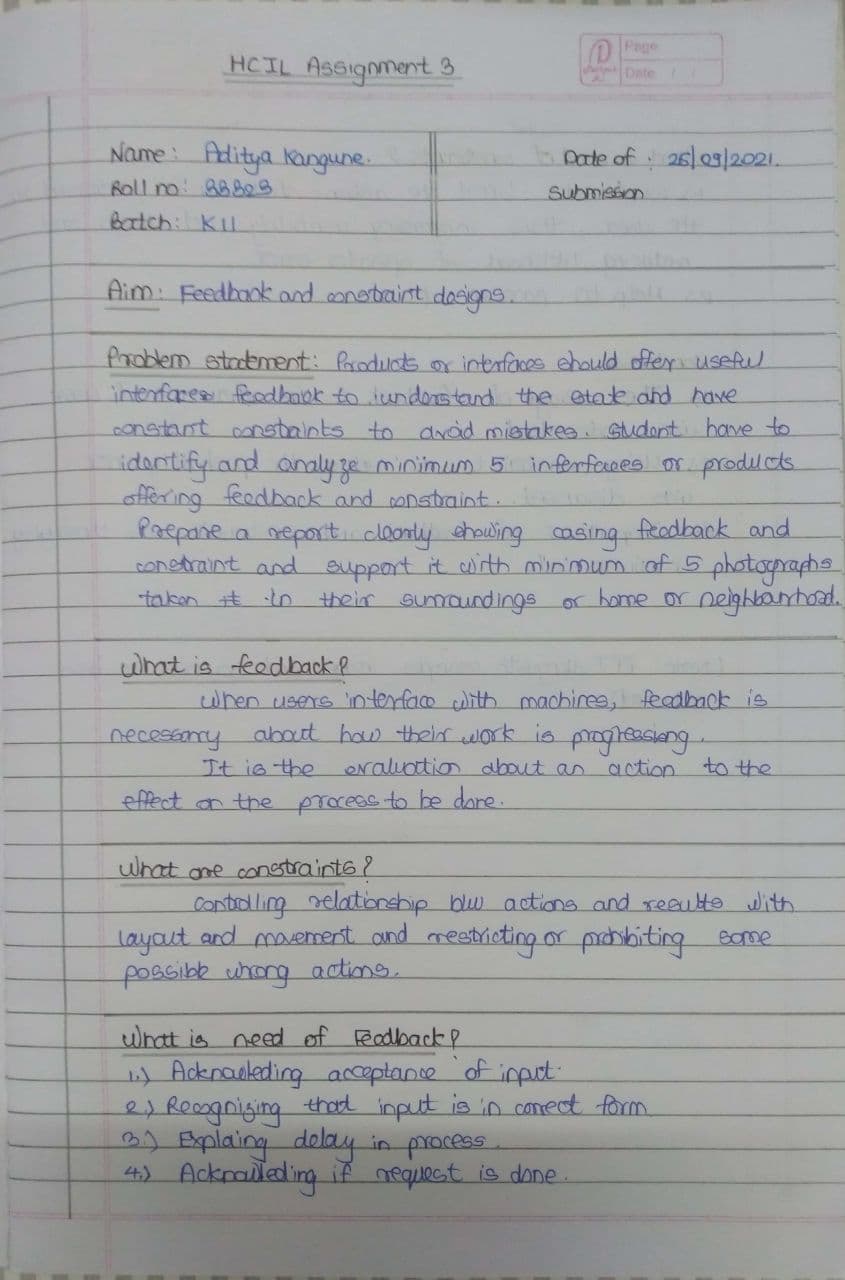 HCIL Assignment 3
Page
Date / /
Name: Aditya Kangune. Date of : 25/09/2021.
Roll no: 33323 Submission
Batch: K11
Aim: Feedback and constraint designs.
Problem statement: Products or interfaces should offer useful
interfaces feedback to understand the state and have
constant constraints to avoid mistakes. Student have to
identify and analyze minimum 5 interfaces or products
offering feedback and constraint.
Prepare a report clearly showing casing feedback and
constraint and support it with minimum of 5 photographs
taken in their surroundings or home or neighbourhood.
What is feedback?
When users interface with machines, feedback is
necessary about how their work is progressing.
It is the evaluation about an action to the
effect on the process to be done.
What are constraints?
Controlling relationship b/w actions and results with
layout and movement and restricting or prohibiting some
possible wrong actions.
What is need of Feedback?
1.) Acknowleding acceptance of input.
2.) Recognizing that input is in correct form
3.) Explaing delay in process.
4.) Acknowleding if request is done.